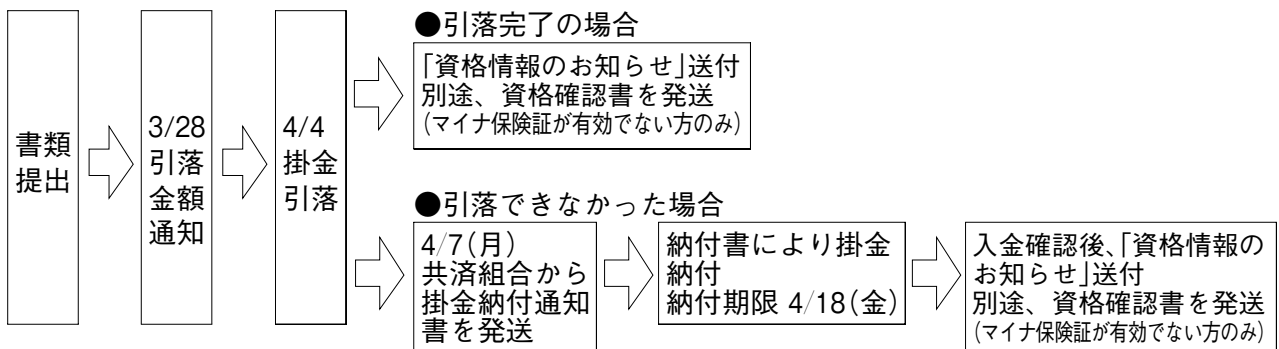 書類
提出
3/28
引落
金額
通知
4/4
掛金
引落
●引落完了の場合
｢資格情報のお知らせ｣送付
別途、資格確認書を発送
(マイナ保険証が有効でない方のみ)
●引落できなかった場合
4/7(月)
共済組合から
掛金納付通知
書を発送
納付書により掛金
納付
納付期限 4/18(金)
入金確認後、｢資格情報の
お知らせ｣送付
別途、資格確認書を発送
(マイナ保険証が有効でない方のみ)